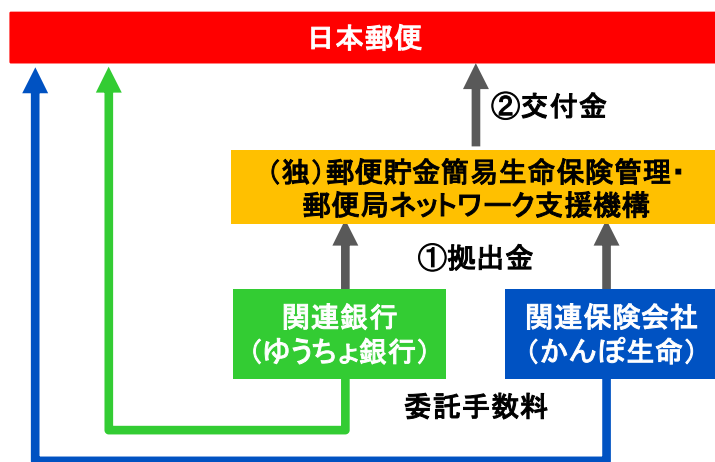 日本郵便
②交付金
（独）郵便貯金簡易生命保険管理・
郵便局ネットワーク支援機構
①拠出金
関連銀行
（ゆうちょ銀行）
関連保険会社
（かんぽ生命）
委託手数料